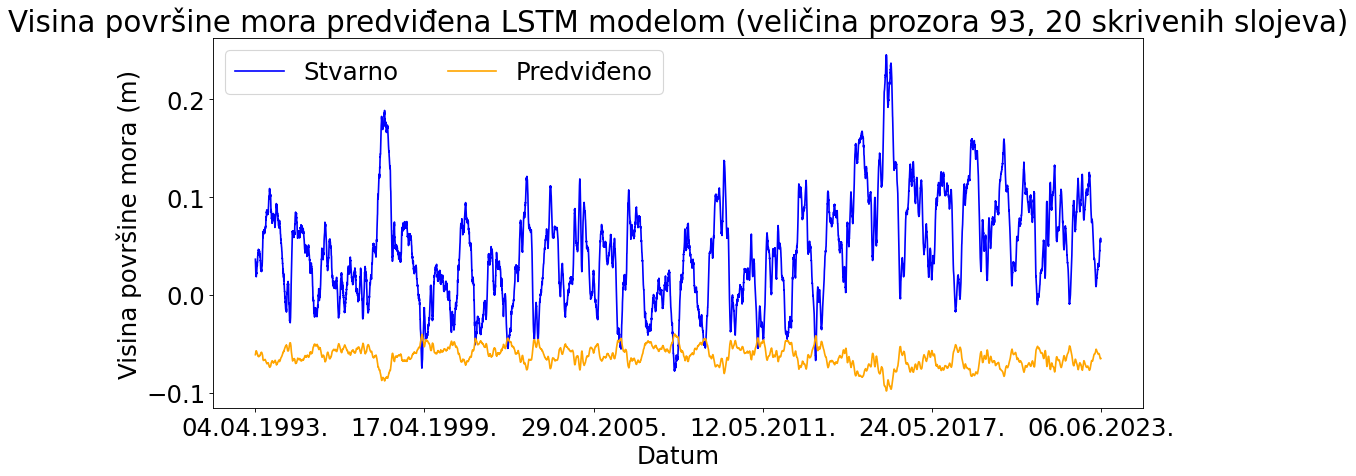 Visina površine mora predviđena LSTM modelom (veličina prozora 93, 20 skrivenih slojeva)
Stvarno
Predviđeno
Visina površine mora (m)
0.2
0.1
0.0
−0.1
04.04.1993.
17.04.1999.
29.04.2005.
12.05.2011.
24.05.2017.
06.06.2023.
Datum